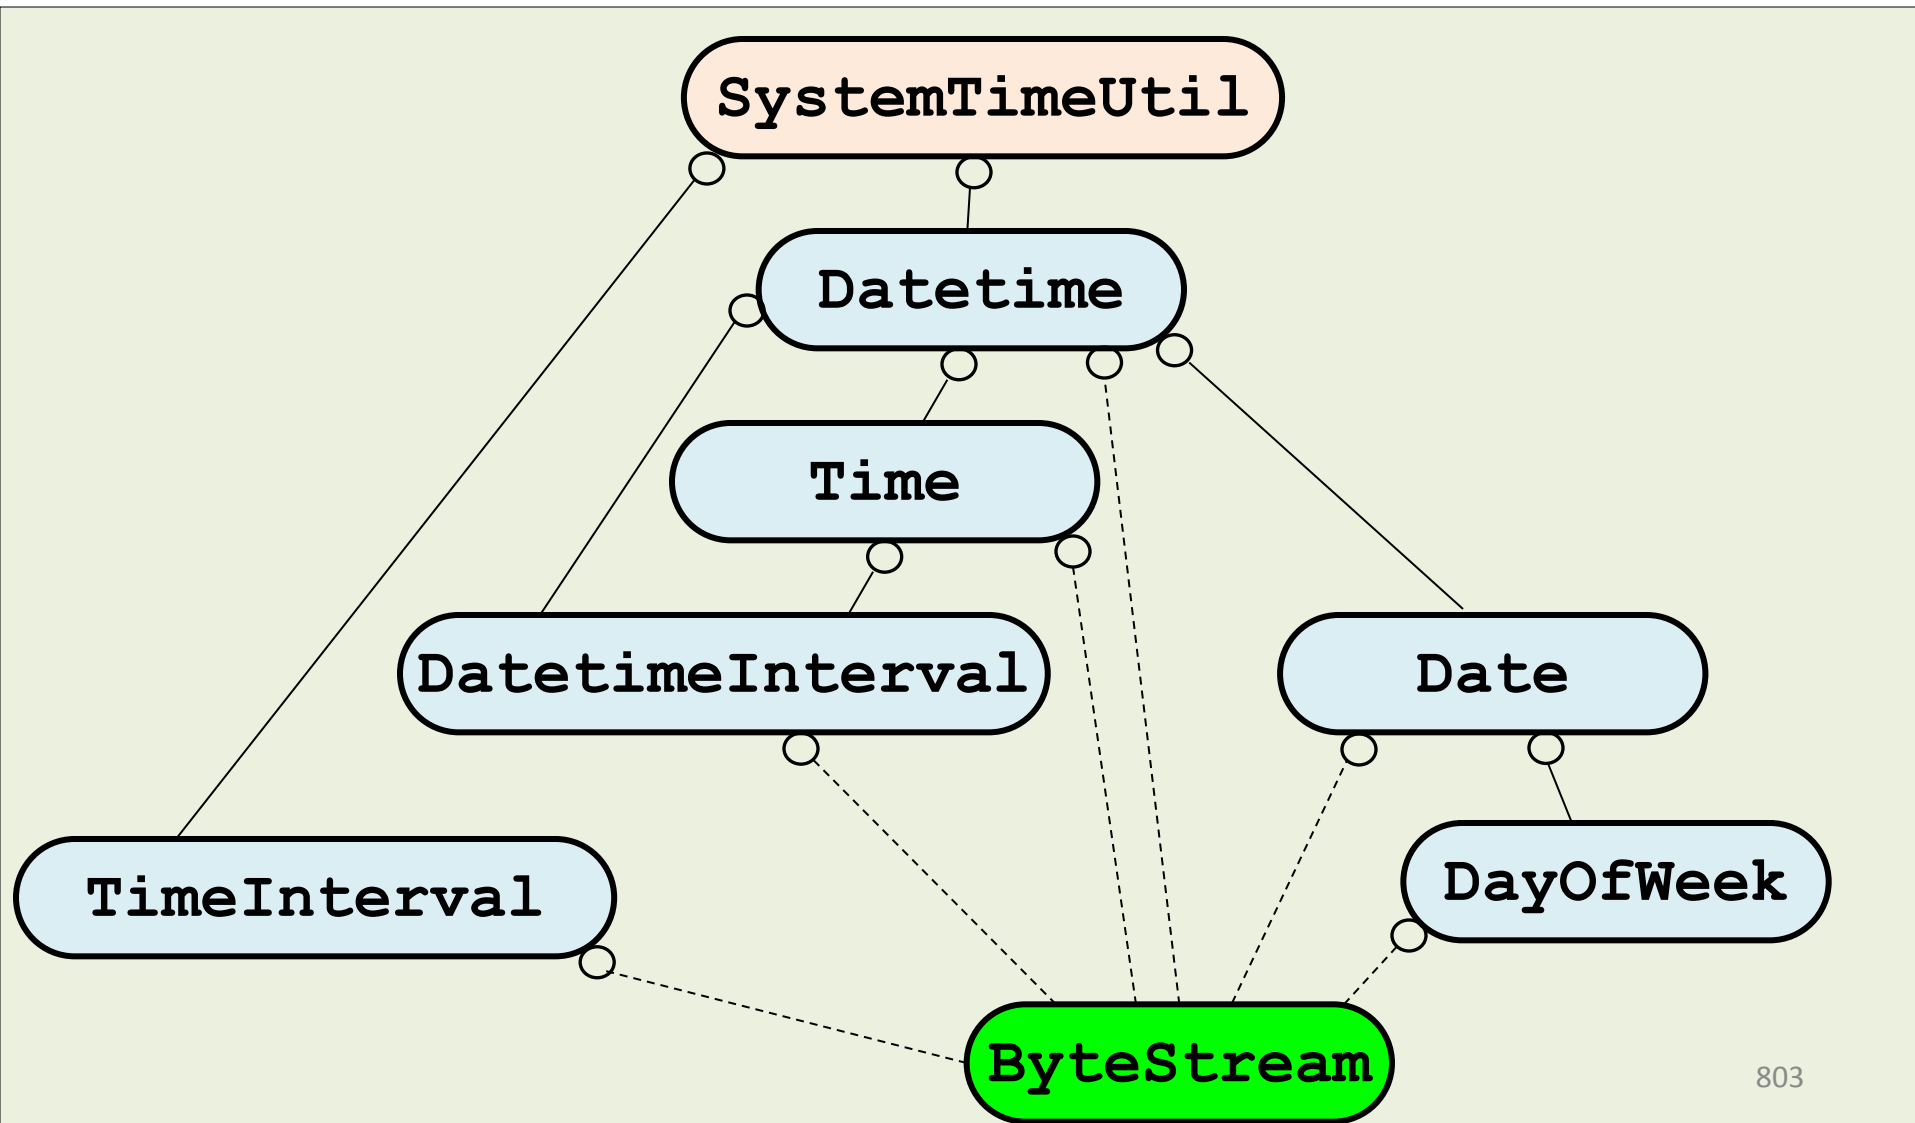 SystemTimeUtil
Datetime
Time
DatetimeInterval
Date
TimeInterval
DayOfWeek
ByteStream
803